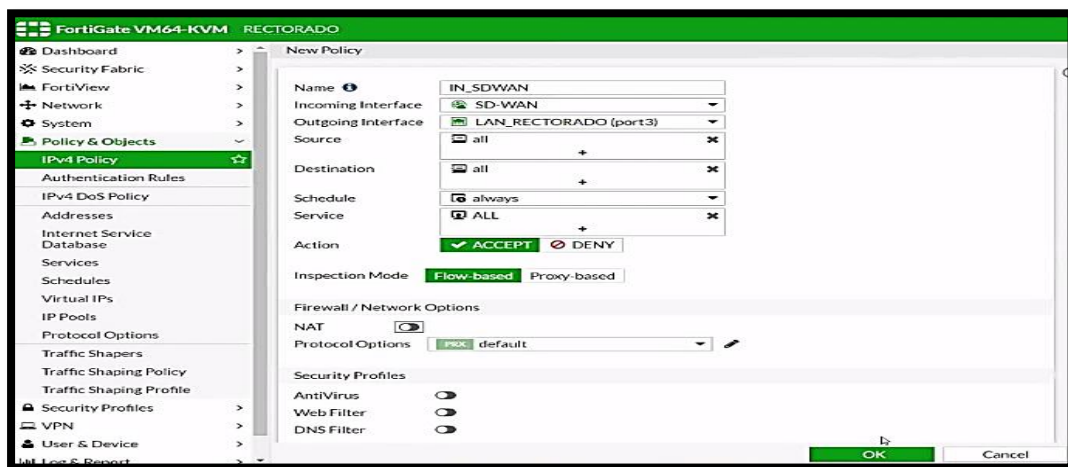 FortiGate VM64-KVM RECTORADO
Dashboard
Security Fabric
FortiView
Network
System
Policy & Objects
IPv4 Policy
Authentication Rules
IPv4 DoS Policy
Addresses
Internet Service
Database
Services
Schedules
Virtual IPs
IP Pools
Protocol Options
Traffic Shapers
Traffic Shaping Policy
Traffic Shaping Profile
Security Profiles
VPN
User & Device
Log & Report
New Policy
Name IN_SDWAN
Incoming Interface SD-WAN
Outgoing Interface LAN_RECTORADO (port3)
Source all
+
Destination all
+
Schedule always
Service ALL
+
Action ACCEPT DENY
Inspection Mode Flow-based Proxy-based
Firewall / Network Options
NAT
Protocol Options PRX default
Security Profiles
AntiVirus
Web Filter
DNS Filter
OK Cancel